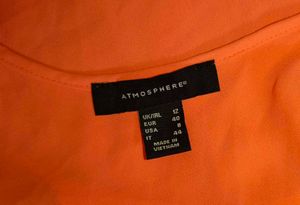 ATMOSPHERE®
UK/IRL 12
EUR 40
USA 8
IT 44
MADE IN
VIETNAM